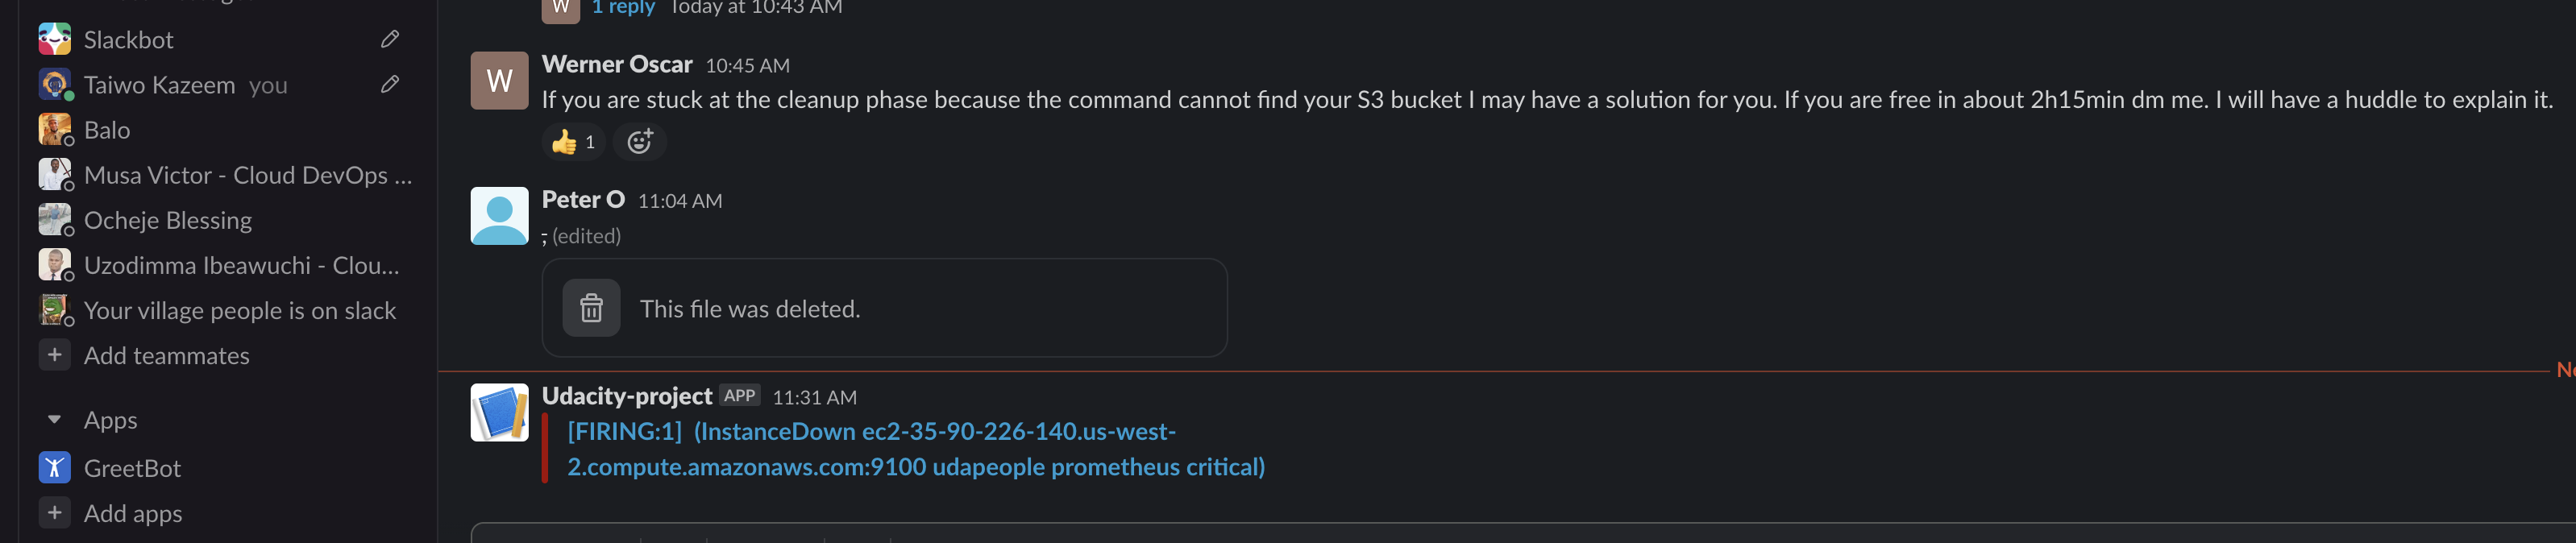 Slackbot
Taiwo Kazeem you
Balo
Musa Victor - Cloud DevOps ...
Ocheje Blessing
Uzodimma Ibeawuchi - Clou...
Your village people is on slack
+ Add teammates
Apps
GreetBot
+ Add apps
W 1 reply Today at 10:43 AM
W
Werner Oscar 10:45 AM
If you are stuck at the cleanup phase because the command cannot find your S3 bucket I may have a solution for you. If you are free in about 2h15min dm me. I will have a huddle to explain it.
👍 1
Peter O 11:04 AM
; (edited)
This file was deleted.
Udacity-project APP 11:31 AM
[FIRING:1] (InstanceDown ec2-35-90-226-140.us-west-
2.compute.amazonaws.com:9100 udapeople prometheus critical)